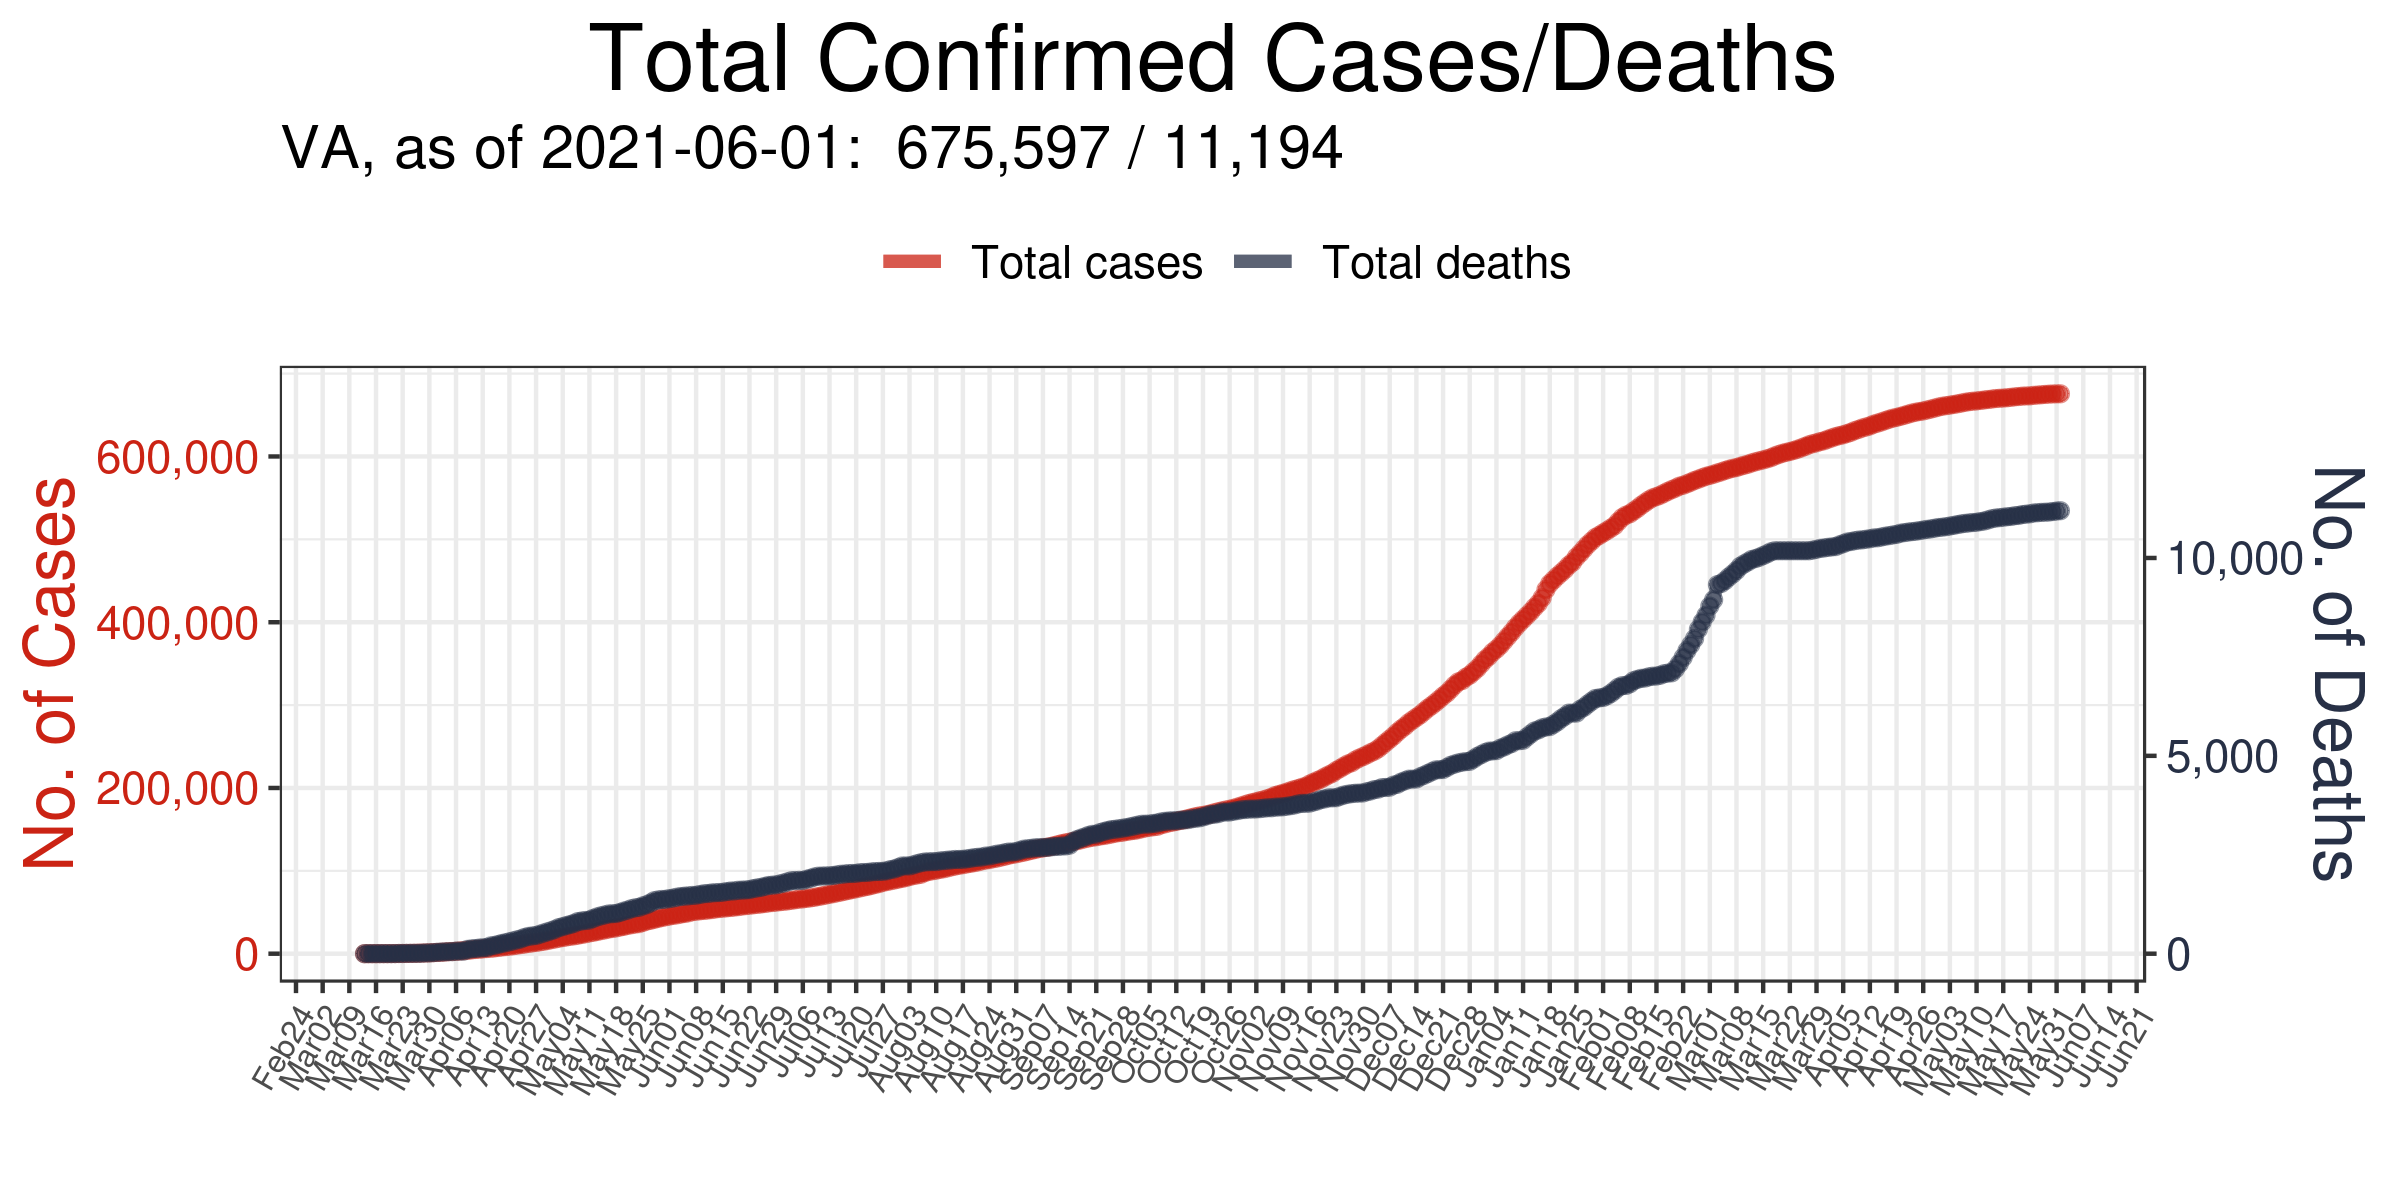 Total Confirmed Cases/Deaths
VA, as of 2021-06-01:  675,597 / 11,194
Total cases
Total deaths
No. of Cases
600,000
400,000
200,000
0
10,000
5,000
0
No. of Deaths
Feb24
Mar02
Mar09
Mar16
Mar23
Mar30
Apr06
Apr13
Apr20
Apr27
May04
May11
May18
May25
Jun01
Jun08
Jun15
Jun22
Jun29
Jul06
Jul13
Jul20
Jul27
Aug03
Aug10
Aug17
Aug24
Aug31
Sep07
Sep14
Sep21
Sep28
Oct05
Oct12
Oct19
Oct26
Nov02
Nov09
Nov16
Nov23
Nov30
Dec07
Dec14
Dec21
Dec28
Jan04
Jan11
Jan18
Jan25
Feb01
Feb08
Feb15
Feb22
Mar01
Mar08
Mar15
Mar22
Mar29
Apr05
Apr12
Apr19
Apr26
May03
May10
May17
May24
May31
Jun07
Jun14
Jun21